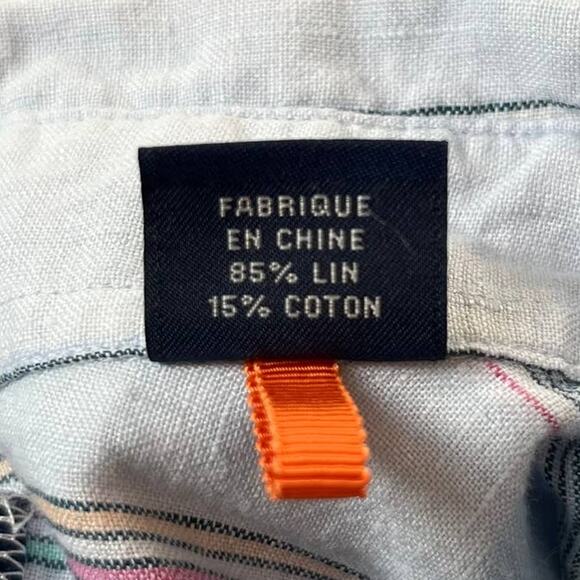 FABRIQUE
EN CHINE
85% LIN
15% COTON